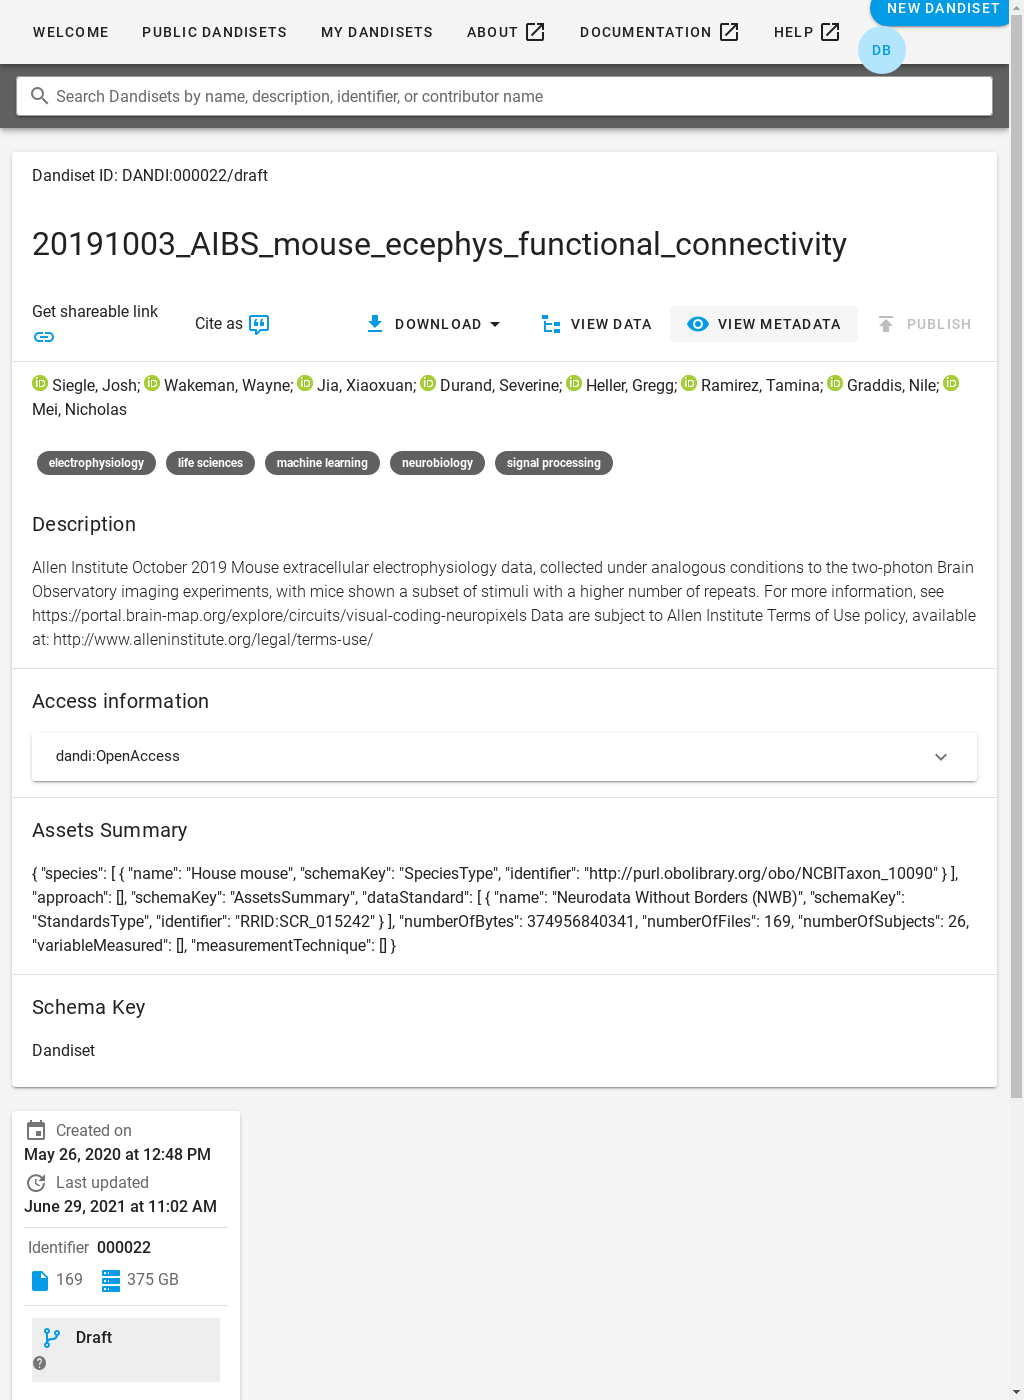 WELCOME PUBLIC DANDISETS MY DANDISETS ABOUT DOCUMENTATION HELP NEW DANDISET
DB
Search Dandisets by name, description, identifier, or contributor name
Dandiset ID: DANDI:000022/draft
20191003_AIBS_mouse_ecephys_functional_connectivity
Get shareable link
Cite as DOWNLOAD VIEW DATA VIEW METADATA PUBLISH
iD Siegle, Josh; iD Wakeman, Wayne; iD Jia, Xiaoxuan; iD Durand, Severine; iD Heller, Gregg; iD Ramirez, Tamina; iD Graddis, Nile; iD
Mei, Nicholas
electrophysiology life sciences machine learning neurobiology signal processing
Description
Allen Institute October 2019 Mouse extracellular electrophysiology data, collected under analogous conditions to the two-photon Brain
Observatory imaging experiments, with mice shown a subset of stimuli with a higher number of repeats. For more information, see
https://portal.brain-map.org/explore/circuits/visual-coding-neuropixels Data are subject to Allen Institute Terms of Use policy, available
at: http://www.alleninstitute.org/legal/terms-use/
Access information
dandi:OpenAccess
Assets Summary
{ "species": [ { "name": "House mouse", "schemaKey": "SpeciesType", "identifier": "http://purl.obolibrary.org/obo/NCBITaxon_10090" } ],
"approach": [], "schemaKey": "AssetsSummary", "dataStandard": [ { "name": "Neurodata Without Borders (NWB)", "schemaKey":
"StandardsType", "identifier": "RRID:SCR_015242" } ], "numberOfBytes": 374956840341, "numberOfFiles": 169, "numberOfSubjects": 26,
"variableMeasured": [], "measurementTechnique": [] }
Schema Key
Dandiset
Created on
May 26, 2020 at 12:48 PM
Last updated
June 29, 2021 at 11:02 AM
Identifier 000022
169 375 GB
Draft
?